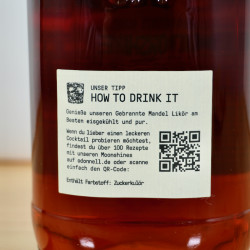 UNSER TIPP
HOW TO DRINK IT
Genieße unseren Gebrannte Mandel Likör am
Besten eisgekühlt und pur.
Wenn du lieber einen leckeren
Cocktail probieren möchtest,
findest du über 100 Rezepte
mit unseren Moonshines
auf odonnell.de oder scanne
einfach den QR-Code:
Enthält Farbstoff: Zuckerkulör